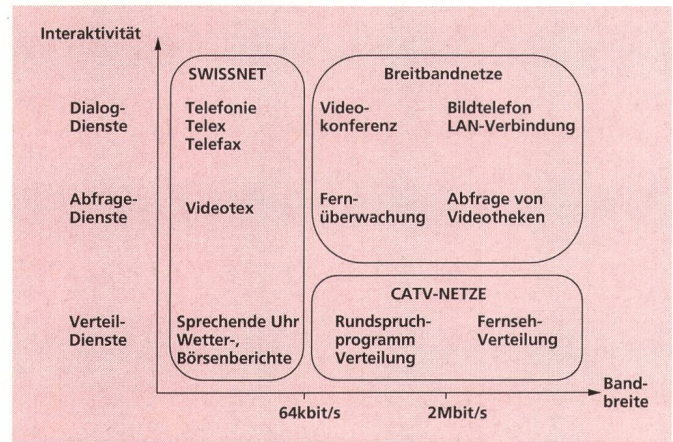 Interaktivität
SWISSNET
Breitbandnetze
Dialog-
Dienste
Telefonie
Telex
Telefax
Video-
konferenz
Bildtelefon
LAN-Verbindung
Abfrage-
Dienste
Videotex
Fern-
überwachung
Abfrage von
Videotheken
CATV-NETZE
Verteil-
Dienste
Sprechende Uhr
Wetter-,
Börsenberichte
Rundspruch-
programm
Verteilung
Fernseh-
Verteilung
Band-
breite
64kbit/s
2Mbit/s